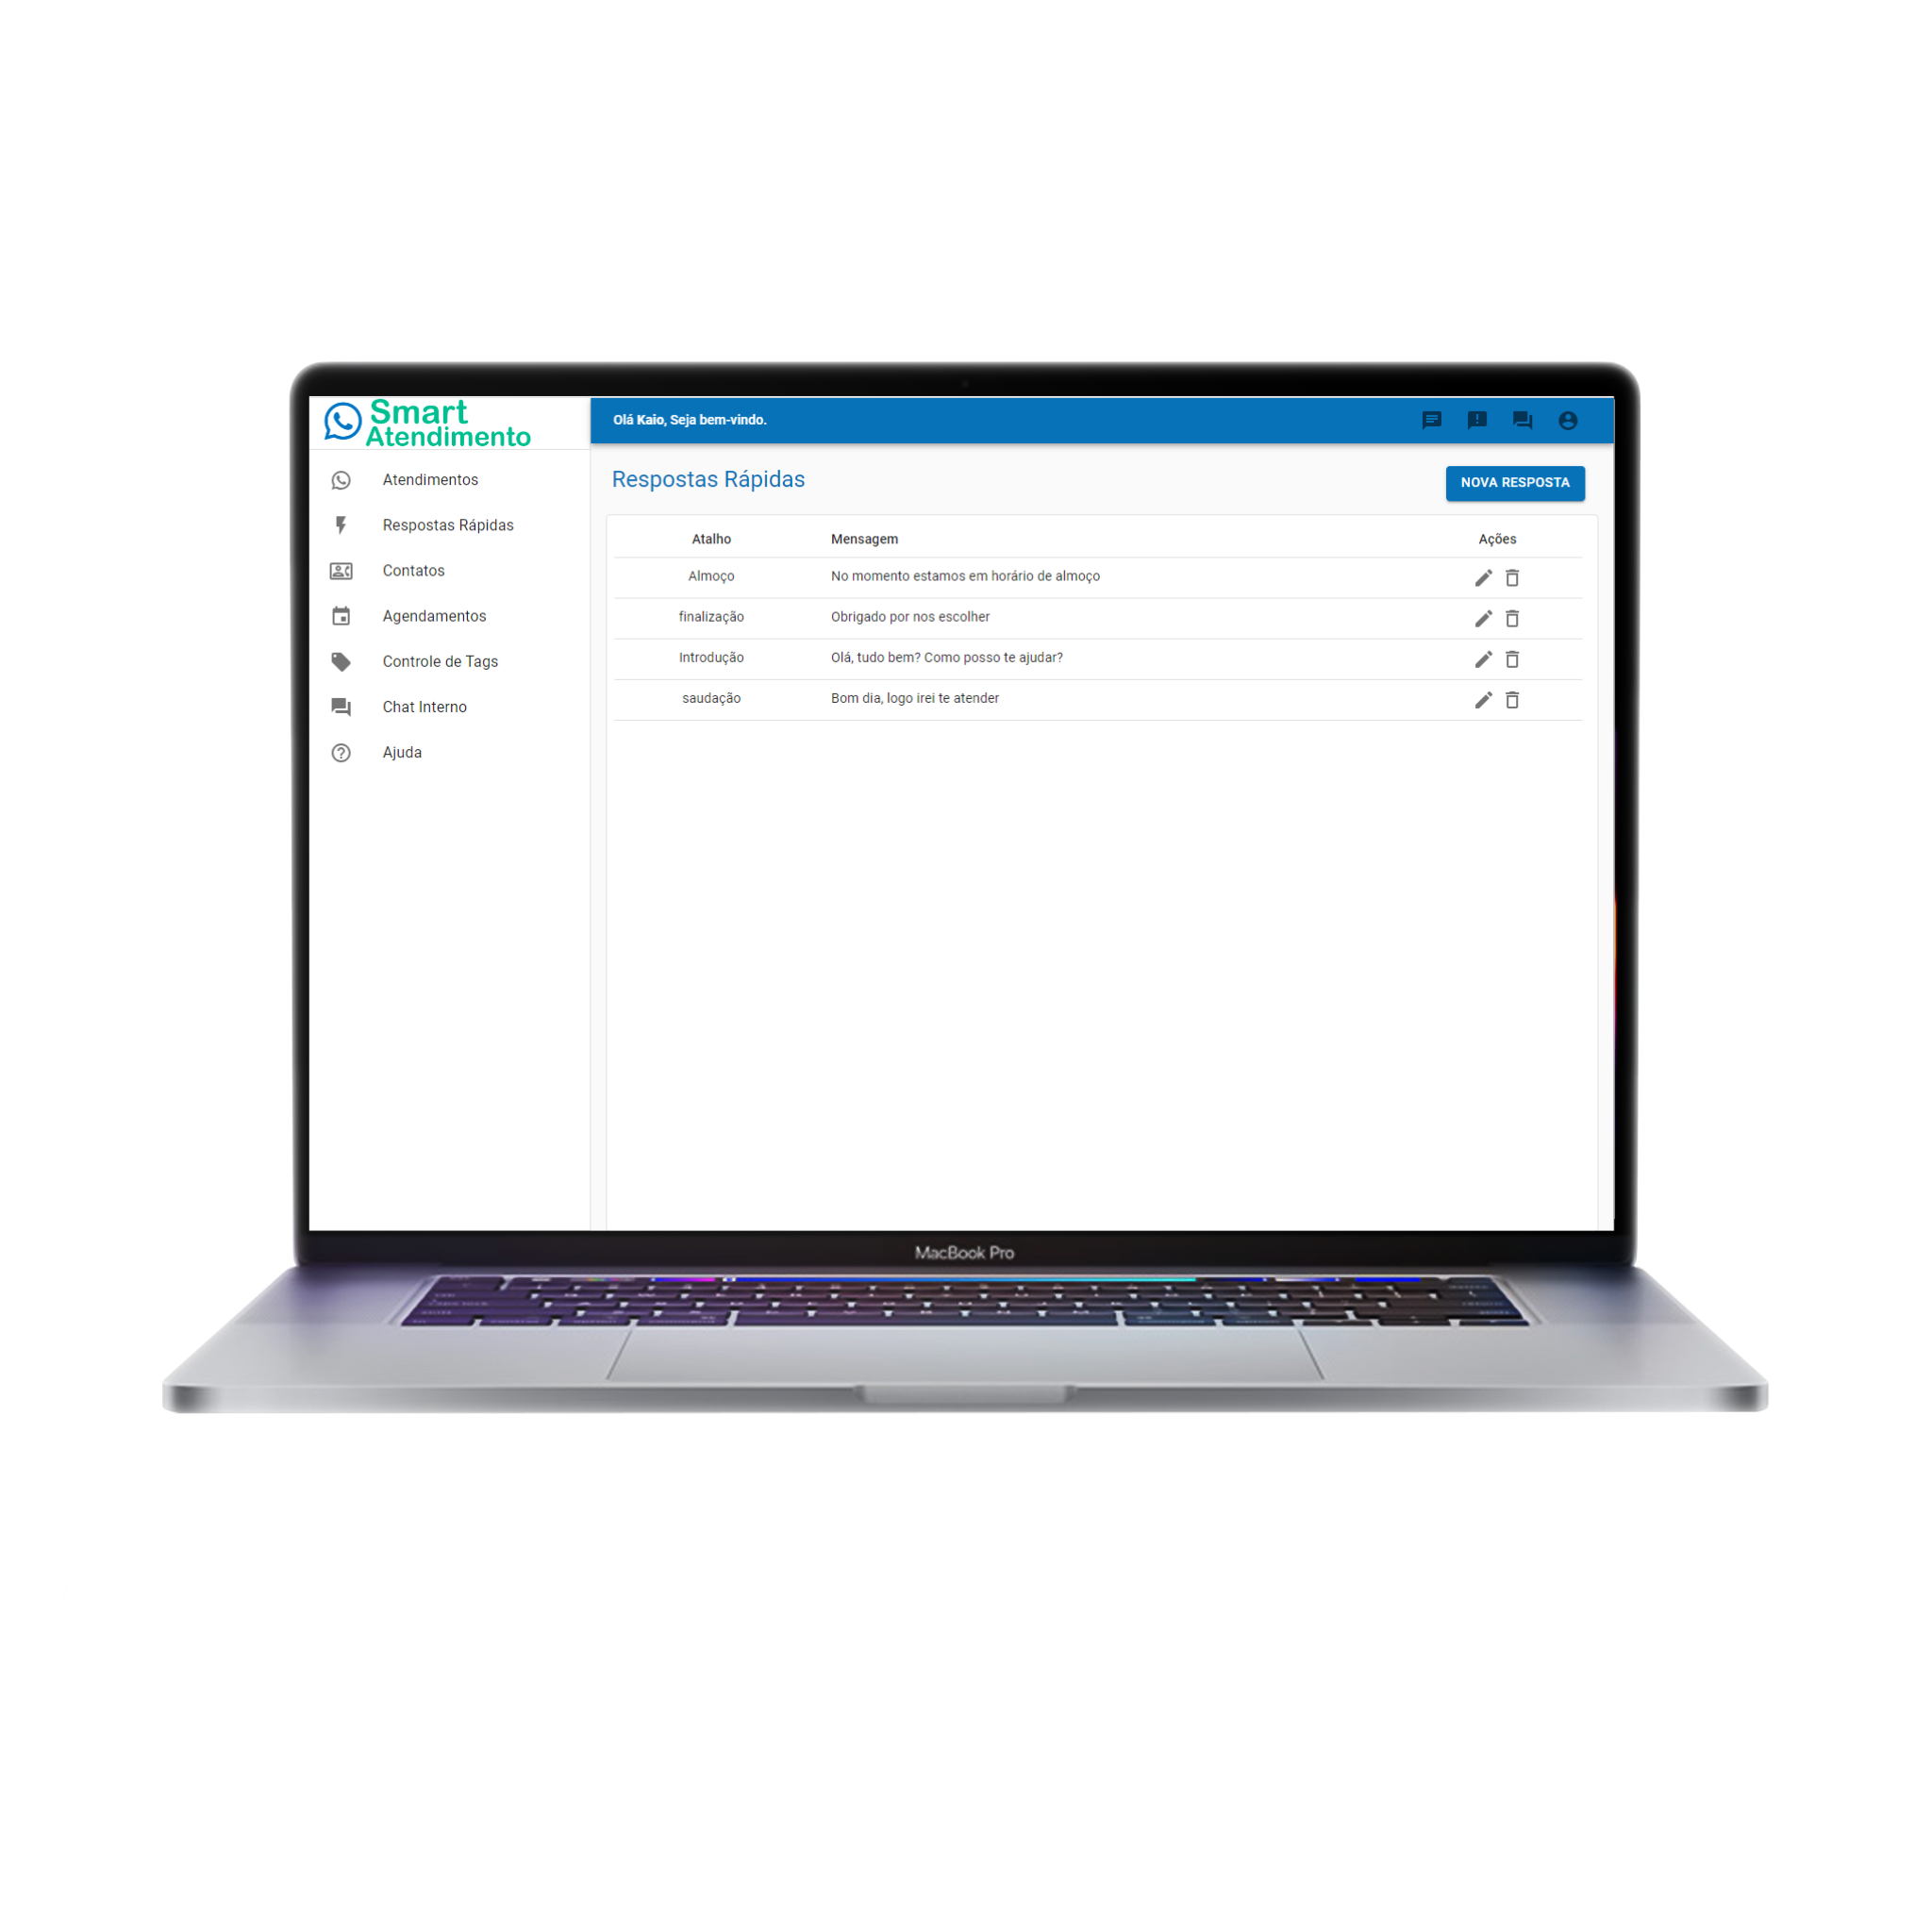 Smart
Atendimento
Olá Kaio, Seja bem-vindo.
Atendimentos
Respostas Rápidas
Contatos
Agendamentos
Controle de Tags
Chat Interno
Ajuda
Respostas Rápidas
NOVA RESPOSTA
Atalho Mensagem Ações
Almoço No momento estamos em horário de almoço
finalização Obrigado por nos escolher
Introdução Olá, tudo bem? Como posso te ajudar?
saudação Bom dia, logo irei te atender
MacBook Pro